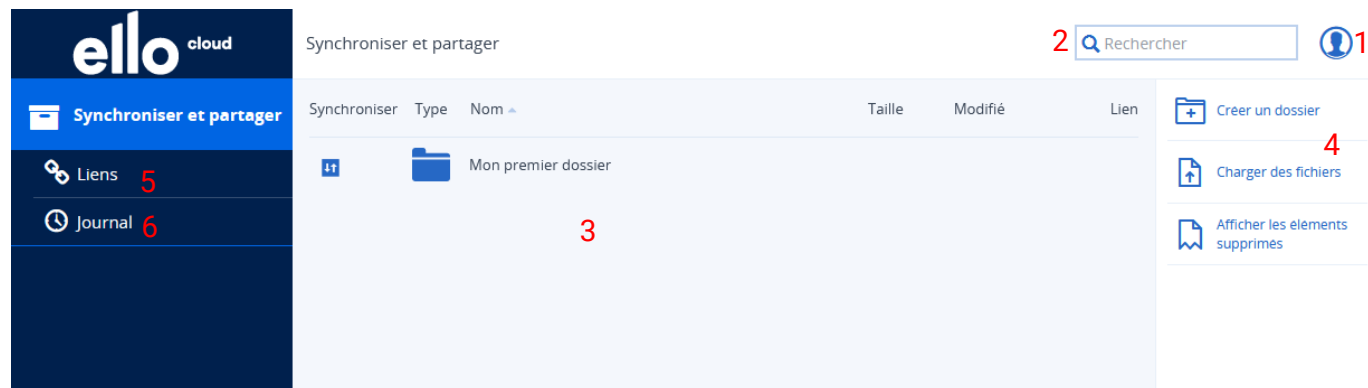 ello cloud
Synchroniser et partager
2 Rechercher 1
Synchroniser et partager
Liens 5
Journal 6
Synchroniser Type Nom Taille Modifié Lien
Mon premier dossier
3
Créer un dossier
4
Charger des fichiers
Afficher les éléments
supprimés